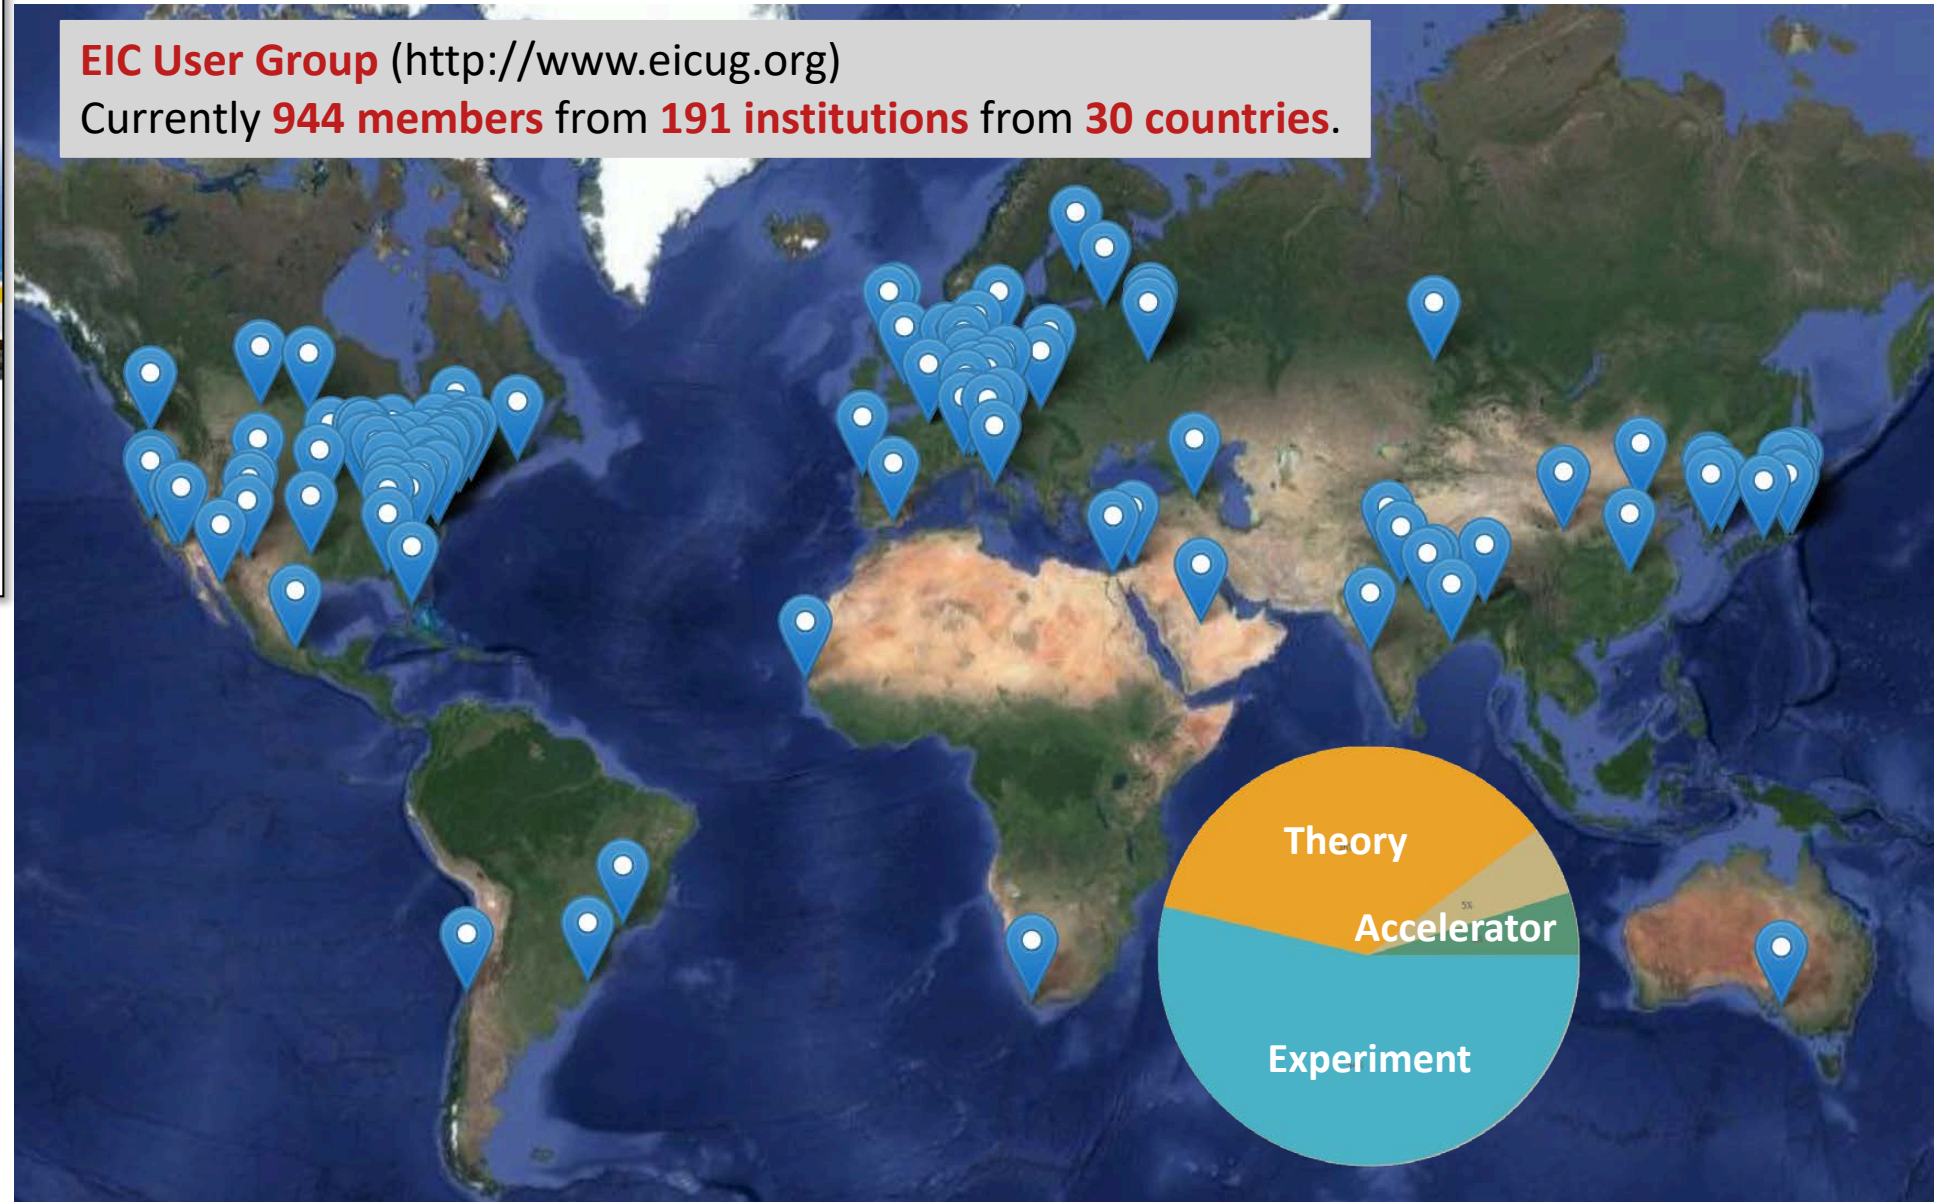 EIC User Group (http://www.eicug.org)
Currently 944 members from 191 institutions from 30 countries.
Theory
5%
Accelerator
Experiment